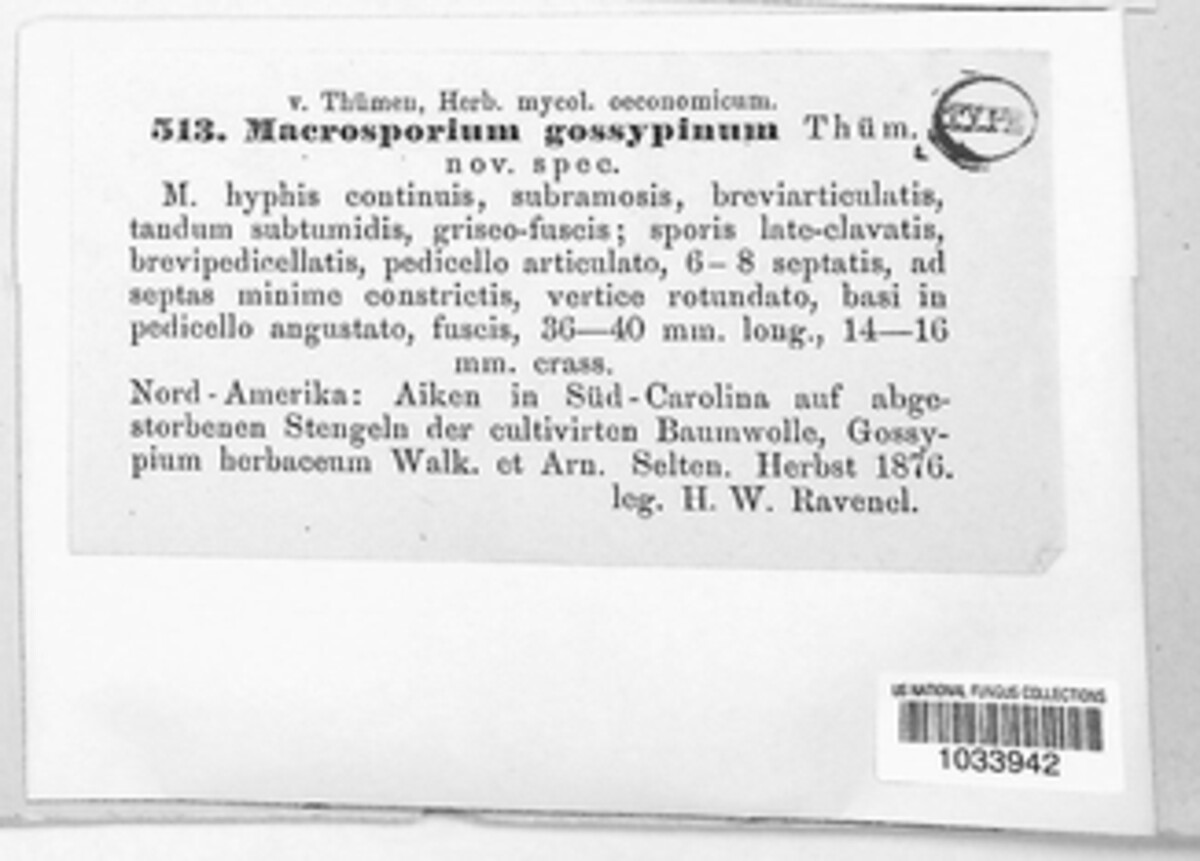 v. Thümen, Herb. mycol. oeconomicum.
513. Macrosporium gossypinum Thüm.
nov. spec.
TYPE
M. hyphis continuis, subramosis, breviarticulatis,
tandum subtumidis, griseo-fuscis; sporis late-clavatis,
brevipedicellatis, pedicello articulato, 6–8 septatis, ad
septas minime constrictis, vertice rotundato, basi in
pedicello angustato, fuscis, 36—40 mm. long., 14—16
mm. crass.
Nord-Amerika: Aiken in Süd-Carolina auf abge-
storbenen Stengeln der cultivirten Baumwolle, Gossy-
pium herbaceum Walk. et Arn. Selten. Herbst 1876.
leg. H. W. Ravenel.
US NATIONAL FUNGUS COLLECTIONS
1033942